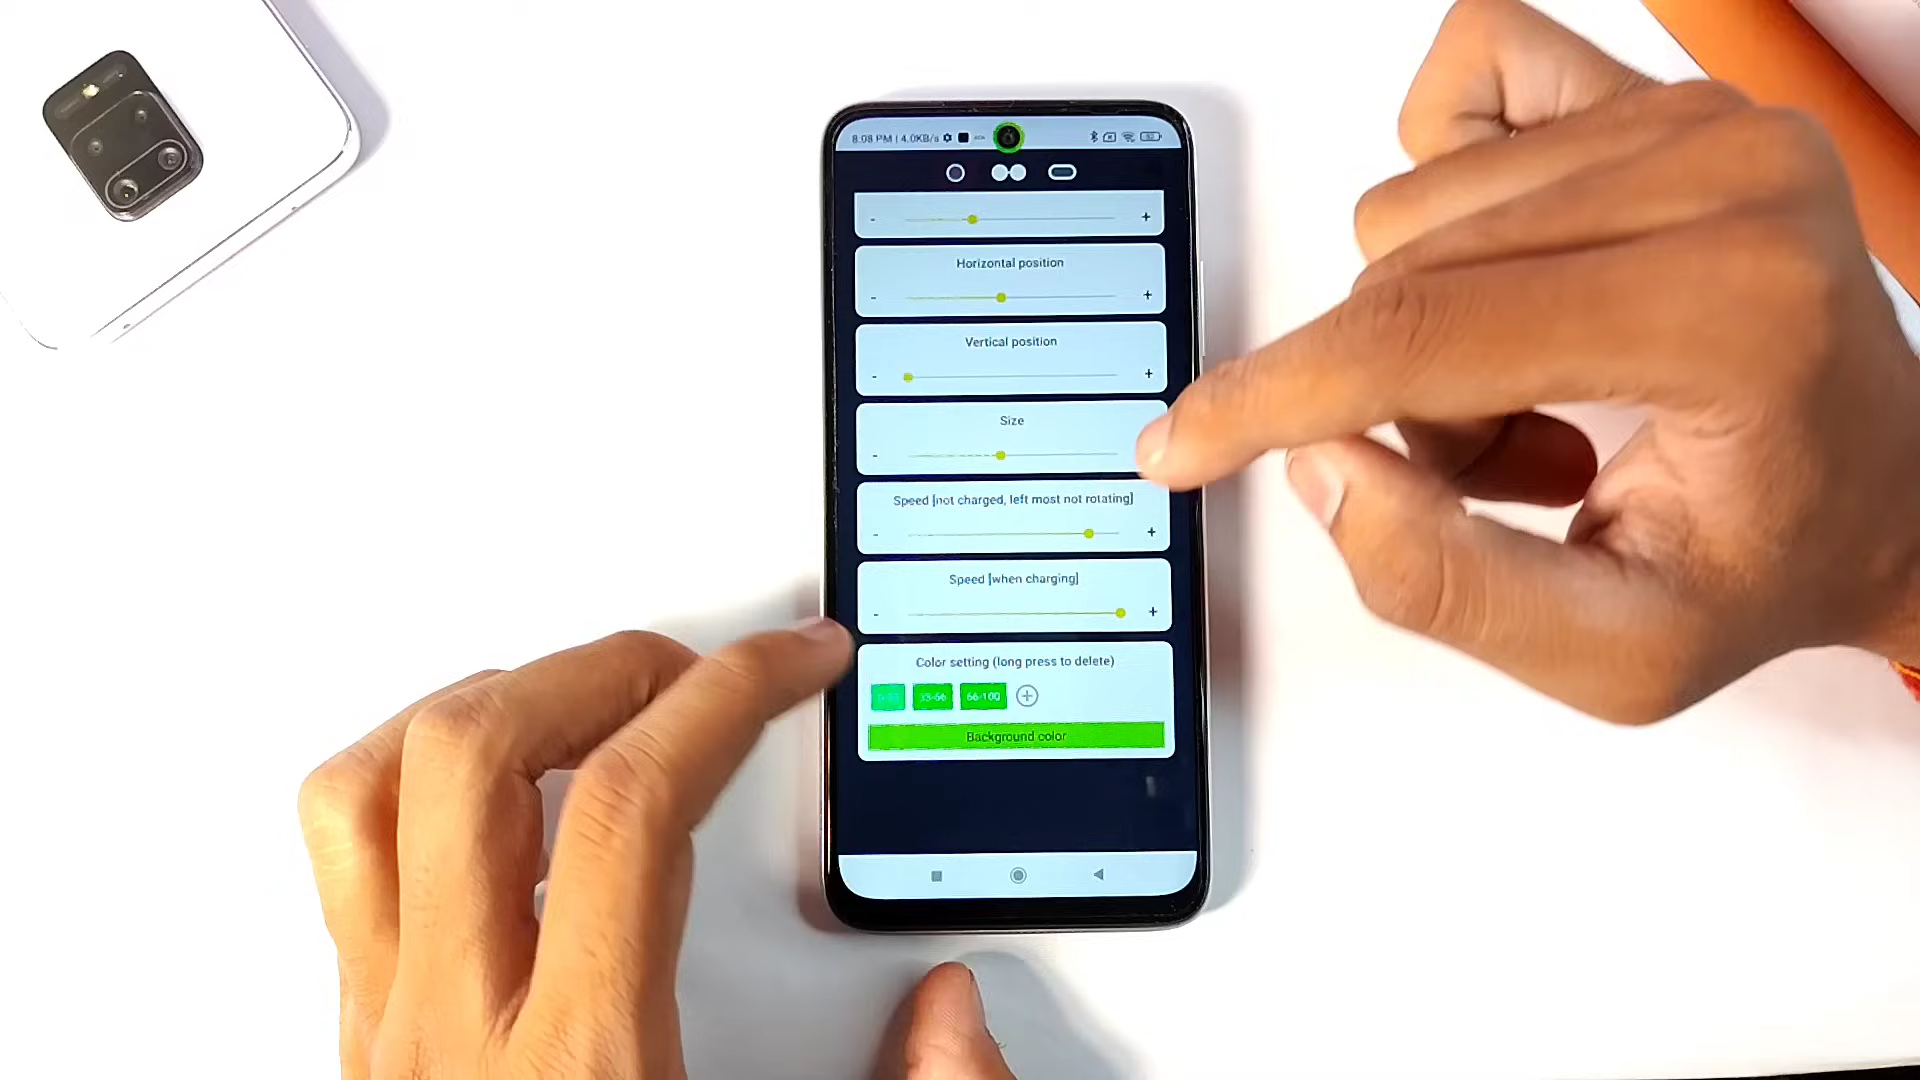 8:08 PM | 4.0KB/s
- +
Horizontal position
- +
Vertical position
- +
Size
-
Speed [not charged, left most not rotating]
- +
Speed [when charging]
- +
Color setting (long press to delete)
33-66 66-100 +
Background color